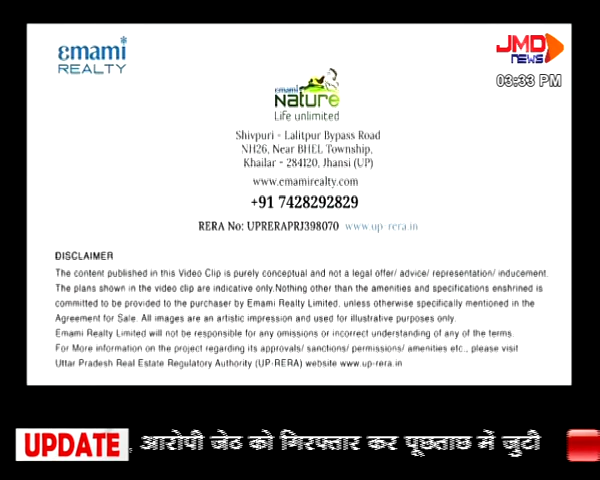 emami
REALTY
JMD
NEWS
03:33 PM
emami
Nature
Life unlimited
Shivpuri - Lalitpur Bypass Road
NH26, Near BHEL Township,
Khailar - 284120, Jhansi (UP)
www.emamirealty.com
+91 7428292829
RERA No: UPRERAPRJ398070 www.up-rera.in
DISCLAIMER
The content published in this Video Clip is purely conceptual and not a legal offer/ advice/ representation/ inducement.
The plans shown in the video clip are indicative only.Nothing other than the amenities and specifications enshrined is
committed to be provided to the purchaser by Emami Realty Limited, unless otherwise specifically mentioned in the
Agreement for Sale. All images are an artistic impression and used for illustrative purposes only.
Emami Realty Limited will not be responsible for any omissions or incorrect understanding of any of the terms.
For More information on the project regarding its approvals/ sanctions/ permissions/ amenities etc., please visit
Uttar Pradesh Real Estate Regulatory Authority (UP-RERA) website www.up-rera.in
UPDATE , आरोपी जेठ को गिरफ्तार कर पूछताछ में जुटी